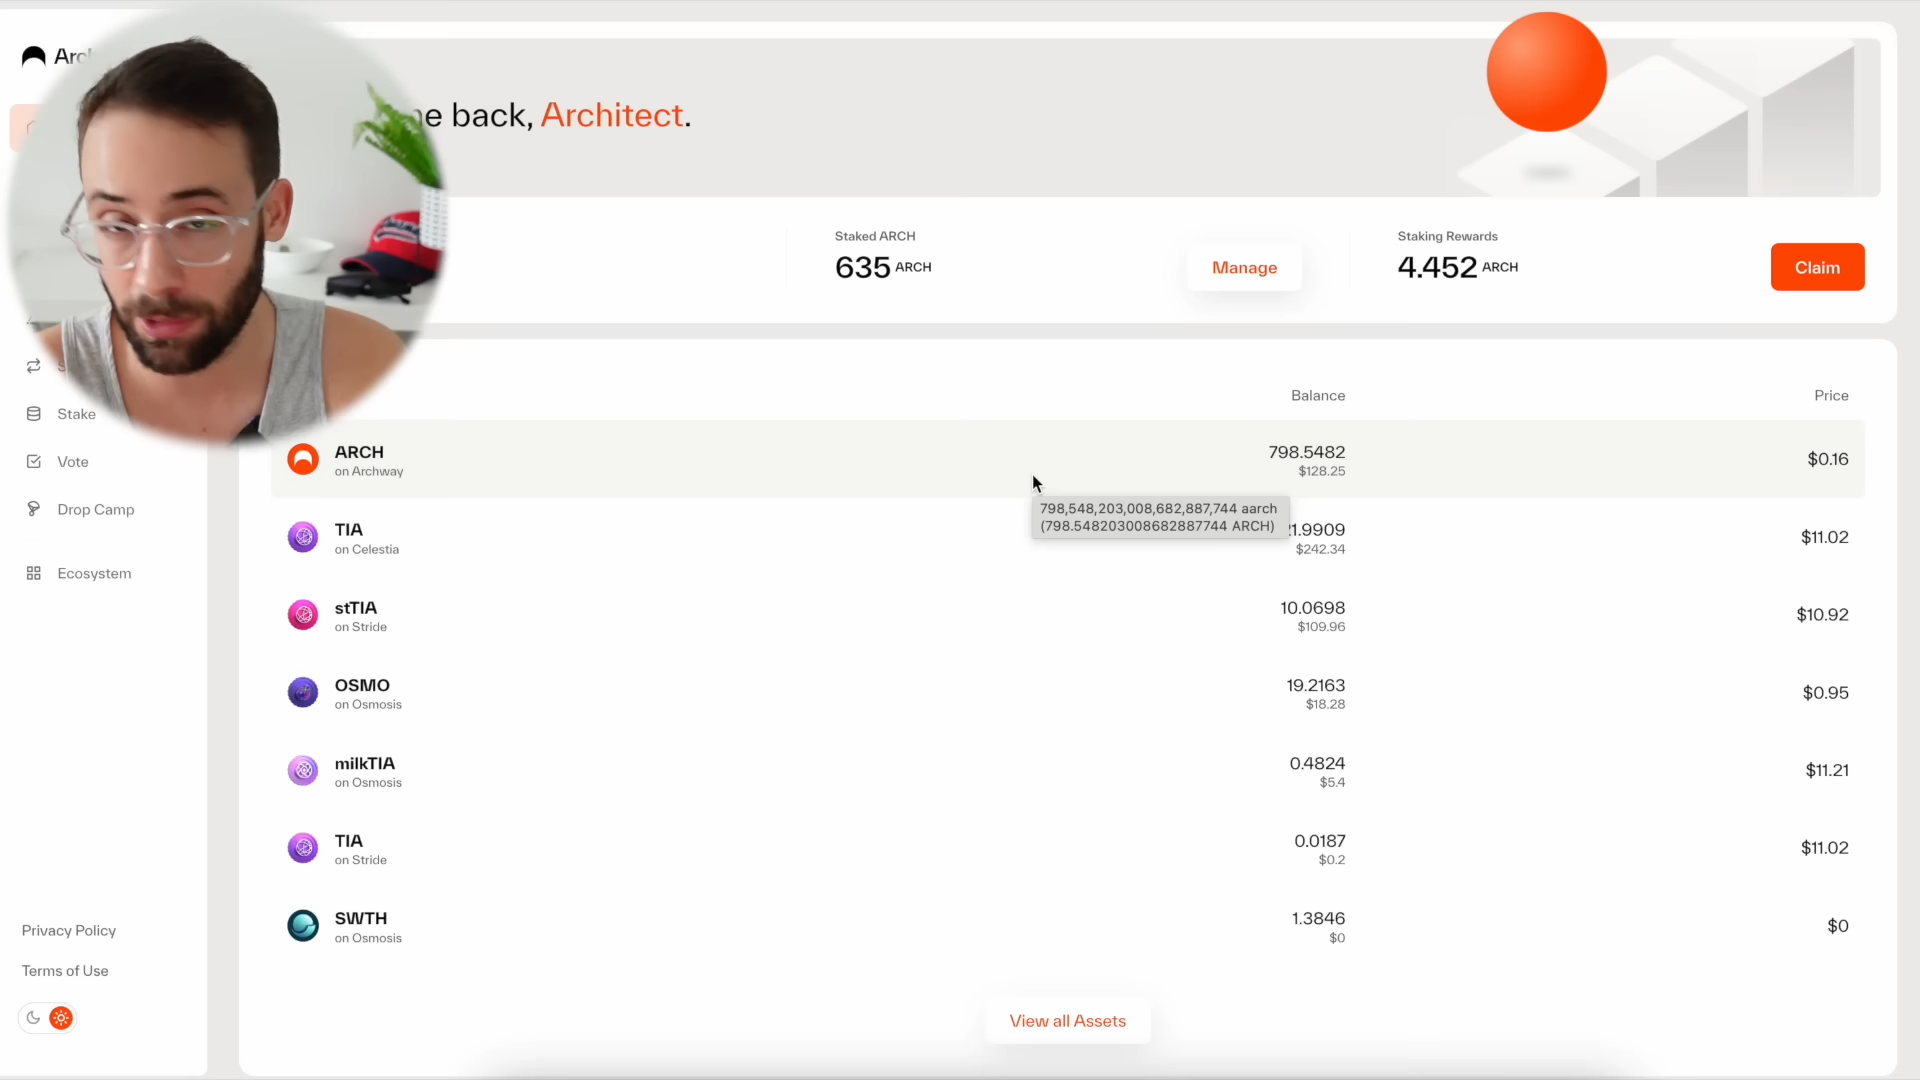 Arc
e back, Architect.
Staked ARCH
635 ARCH
Manage
Staking Rewards
4.452 ARCH
Claim
Stake
Vote
Drop Camp
Ecosystem
Privacy Policy
Terms of Use
Balance
Price
ARCH
on Archway
798.5482
$128.25
$0.16
798,548,203,008,682,887,744 aarch
(798.548203008682887744 ARCH)
TIA
on Celestia
1.9909
$242.34
$11.02
stTIA
on Stride
10.0698
$109.96
$10.92
OSMO
on Osmosis
19.2163
$18.28
$0.95
milkTIA
on Osmosis
0.4824
$5.4
$11.21
TIA
on Stride
0.0187
$0.2
$11.02
SWTH
on Osmosis
1.3846
$0
$0
View all Assets